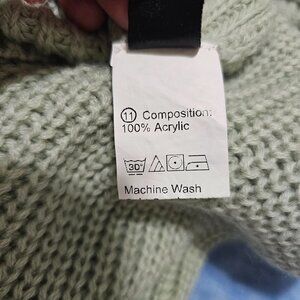 ⑪ Composition:
100% Acrylic
30°
Machine Wash